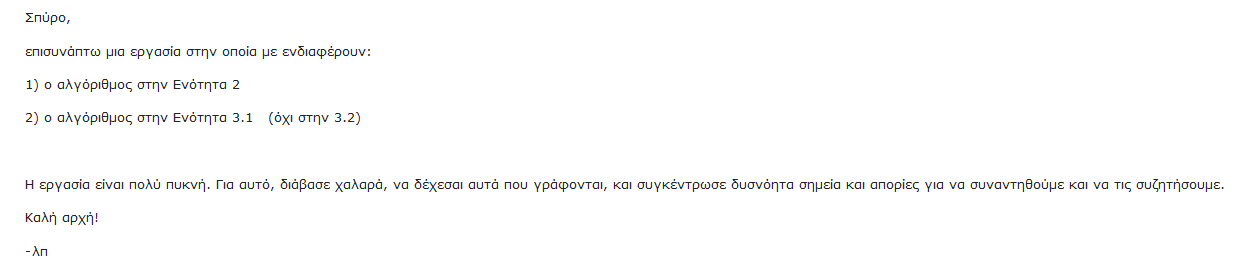 Σπύρο,
επισυνάπτω μια εργασία στην οποία με ενδιαφέρουν:
1) ο αλγόριθμος στην Ενότητα 2
2) ο αλγόριθμος στην Ενότητα 3.1 (όχι στην 3.2)
Η εργασία είναι πολύ πυκνή. Για αυτό, διάβασε χαλαρά, να δέχεσαι αυτά που γράφονται, και συγκέντρωσε δυσνόητα σημεία και απορίες για να συναντηθούμε και να τις συζητήσουμε.
Καλή αρχή!
-λπ